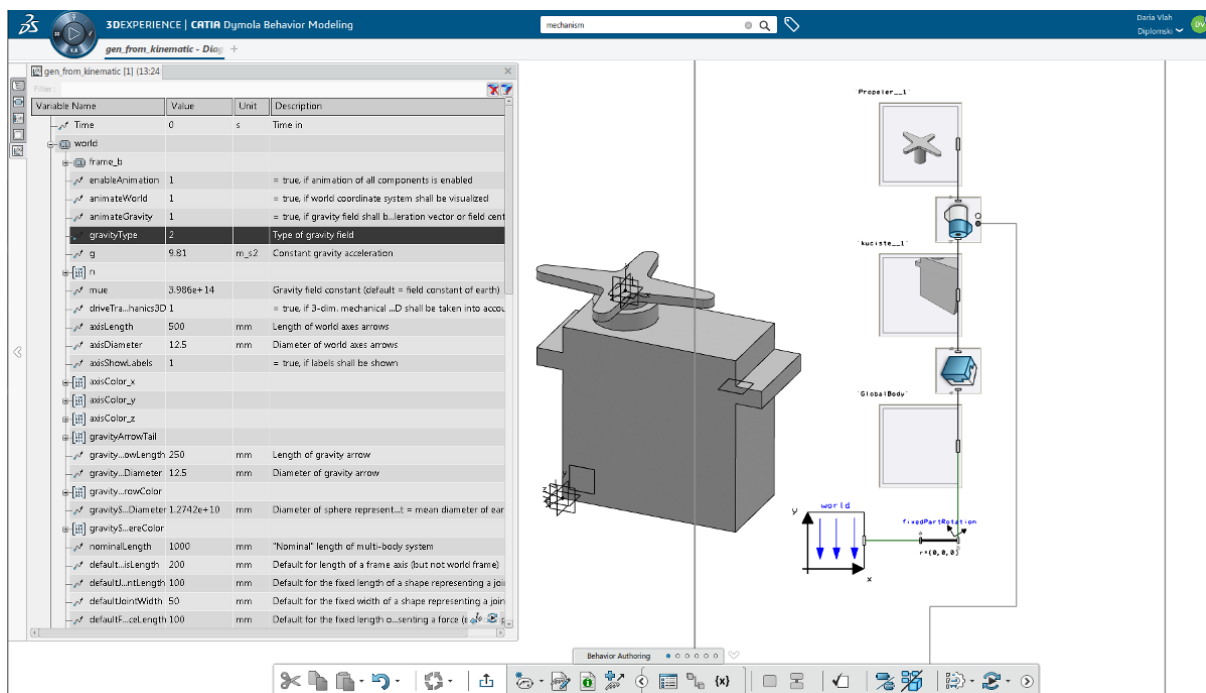 3DEXPERIENCE | CATIA Dymola Behavior Modeling
mechanism
Daria Vlah
Diplomski
DV
gen_from_kinematic - Diag
gen_from_kinematic [1] (13:24
Filter:
Variable Name Value Unit Description
Time 0 s Time in
world
frame_b
enableAnimation 1 = true, if animation of all components is enabled
animateWorld 1 = true, if world coordinate system shall be visualized
animateGravity 1 = true, if gravity field shall b...leration vector or field cent
gravityType 2 Type of gravity field
g 9.81 m_s2 Constant gravity acceleration
n
mue 3.986e+14 Gravity field constant (default = field constant of earth)
driveTra...hanics3D 1 = true, if 3-dim. mechanical ...D shall be taken into accou
axisLength 500 mm Length of world axes arrows
axisDiameter 12.5 mm Diameter of world axes arrows
axisShowLabels 1 = true, if labels shall be shown
axisColor_x
axisColor_y
axisColor_z
gravityArrowTail
gravity...owLength 250 mm Length of gravity arrow
gravity...Diameter 12.5 mm Diameter of gravity arrow
gravity...rowColor
gravityS...Diameter 1.2742e+10 mm Diameter of sphere represent...t = mean diameter of ear
gravityS...ereColor
nominalLength 1000 mm "Nominal" length of multi-body system
default...isLength 200 mm Default for length of a frame axis (but not world frame)
defaultJ...ntLength 100 mm Default for the fixed length of a shape representing a joi
defaultJointWidth 50 mm Default for the fixed width of a shape representing a join
defaultF...ceLength 100 mm Default for the fixed length o...senting a force (
'Propeler__1'
'kuciste__1'
'GlobalBody'
world
y
x
fixedPartRotation
r=(0,0,0)
y
z
Behavior Authoring
{x}